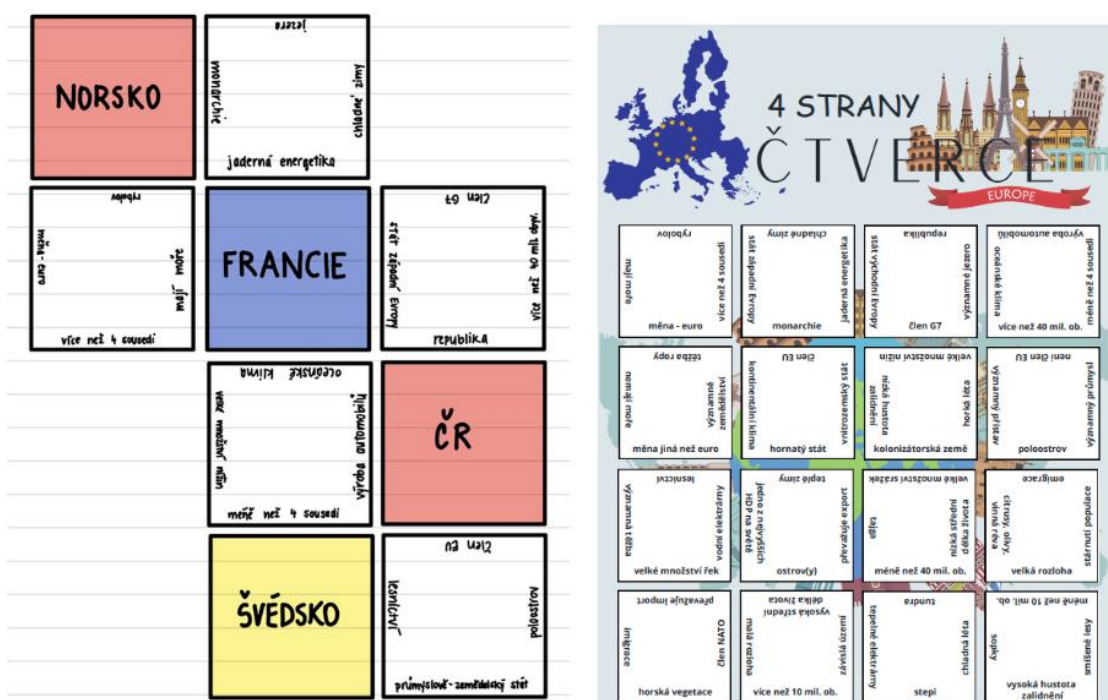 jezera
NORSKO
monarchie
chladné zimy
jaderná energetika
rybolov
měna - euro
mají moře
více než 4 sousedi
FRANCIE
člen G7
stát západní Evropy
více než 40 mil. obyv.
republika
oceánské klima
velké množství nížin
výroba automobilů
méně než 4 sousedi
ČR
ŠVÉDSKO
člen EU
lesnictví
poloostrov
průmyslově-zemědělský stát
4 STRANY
ČTVERCE
EUROPE
rybolov
mají moře
více než 4 sousedi
měna - euro
chladné zimy
stát západní Evropy
jaderná energetika
monarchie
republika
zdroj nerostných
významné jezero
člen G7
výroba automobilů
oceánské klima
méně než 4 sousedi
více než 40 mil. ob.
těžba ropy
nemají moře
významné
zemědělství
měna jiná než euro
člen EU
kontinentální klima
vnitrozemský stát
hornatý stát
velké množství nížin
nízká hustota
zalidnění
horká léta
kolonizátorská země
není člen EU
významný přístav
významný průmysl
poloostrov
lesnictví
významná těžba
vodní elektrárny
velké množství řek
teplé zimy
jedno z nejvyšších
HDP na světě
převažuje export
ostrov(y)
velké množství srážek
tajga
nízká střední
délka života
méně než 40 mil. ob.
emigrace
citrusy, olivy,
vinná réva
stárnutí populace
velká rozloha
převažuje import
imigrace
člen NATO
horská vegetace
vysoká střední
délka života
malá rozloha
závislá území
více než 10 mil. ob.
tundra
tepelné elektrárny
chladná léta
stepi
méně než 10 mil. ob.
sopky
smíšené lesy
vysoká hustota
zalidnění